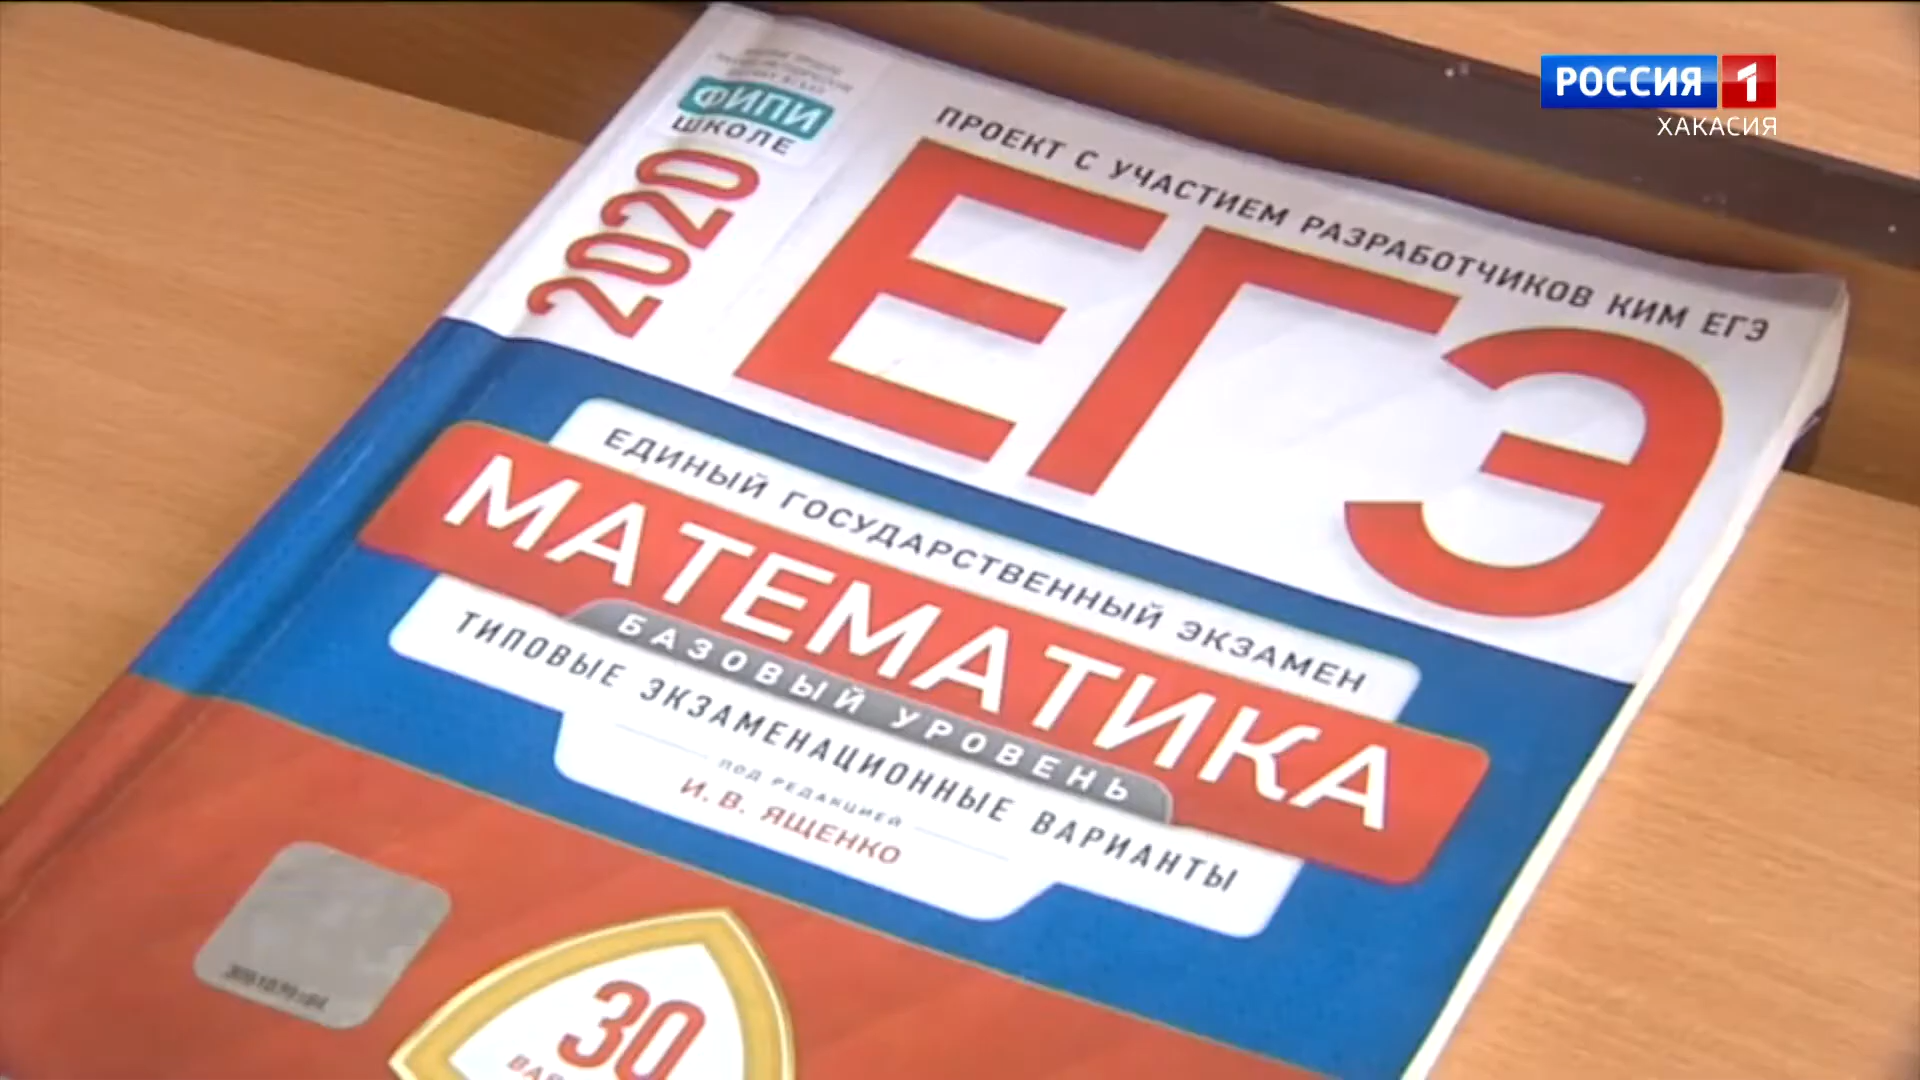 РОССИЯ 1
ХАКАСИЯ
ФИПИ
ШКОЛЕ
2020
ПРОЕКТ С УЧАСТИЕМ РАЗРАБОТЧИКОВ КИМ ЕГЭ
ЕГЭ
ЕДИНЫЙ ГОСУДАРСТВЕННЫЙ ЭКЗАМЕН
МАТЕМАТИКА
БАЗОВЫЙ УРОВЕНЬ
ТИПОВЫЕ ЭКЗАМЕНАЦИОННЫЕ ВАРИАНТЫ
ПОД РЕДАКЦИЕЙ
И. В. ЯЩЕНКО
30